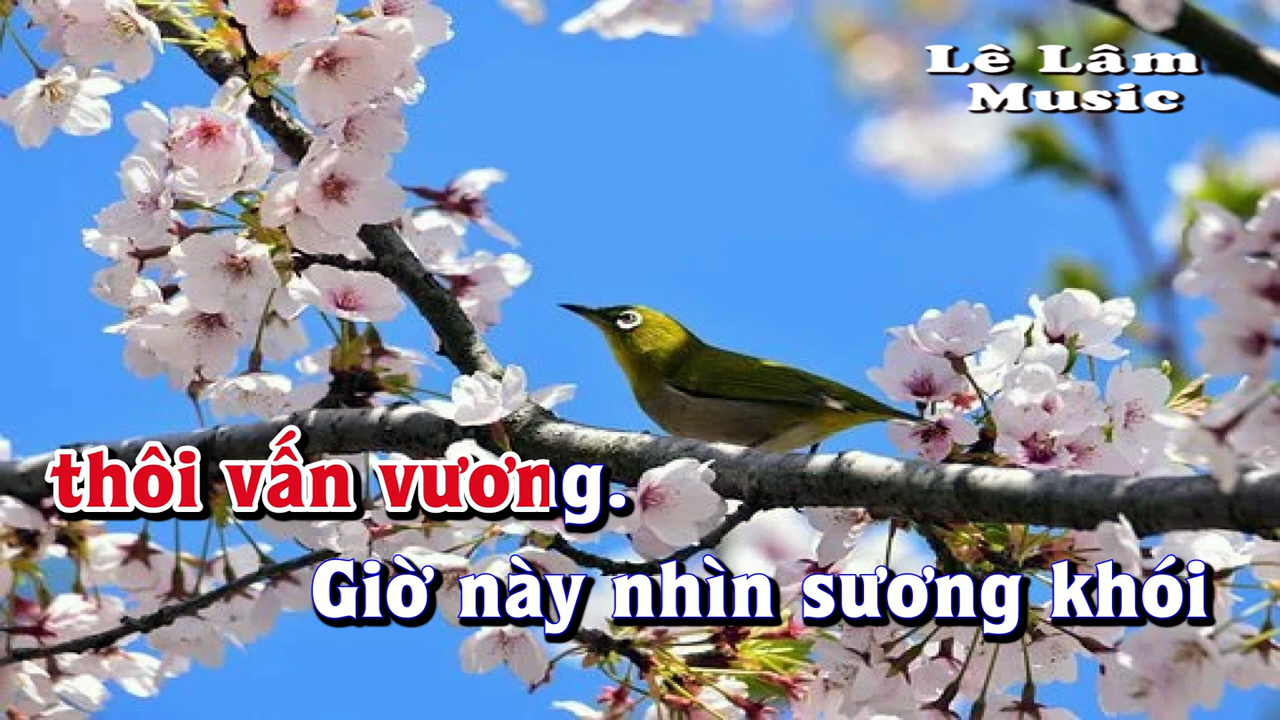 Lê Lâm
Music
thôi vấn vương.
Giờ này nhìn sương khói